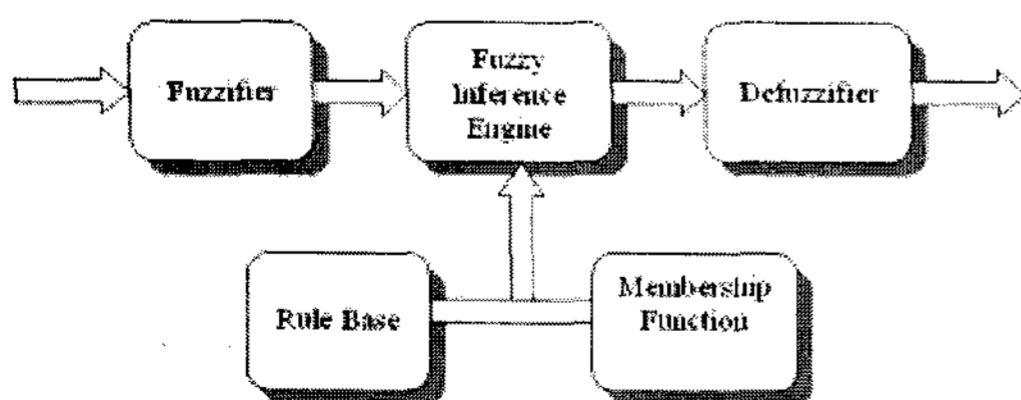 Fuzzifier
Fuzzy
Inference
Engine
Defuzzifier
Rule Base
Membership
Function